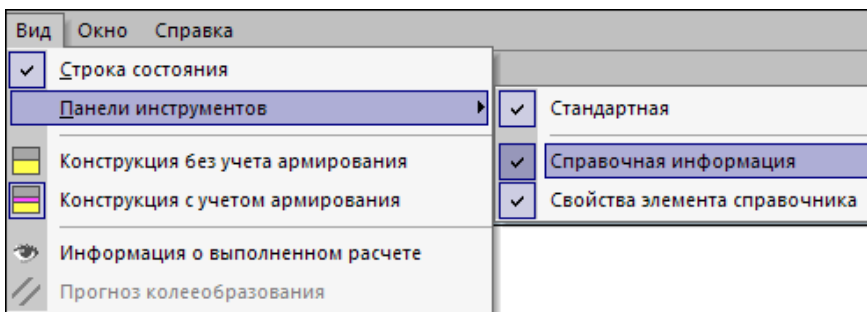 Вид Окно Справка
Строка состояния
Панели инструментов
Стандартная
Конструкция без учета армирования
Справочная информация
Конструкция с учетом армирования
Свойства элемента справочника
Информация о выполненном расчете
Прогноз колееобразования